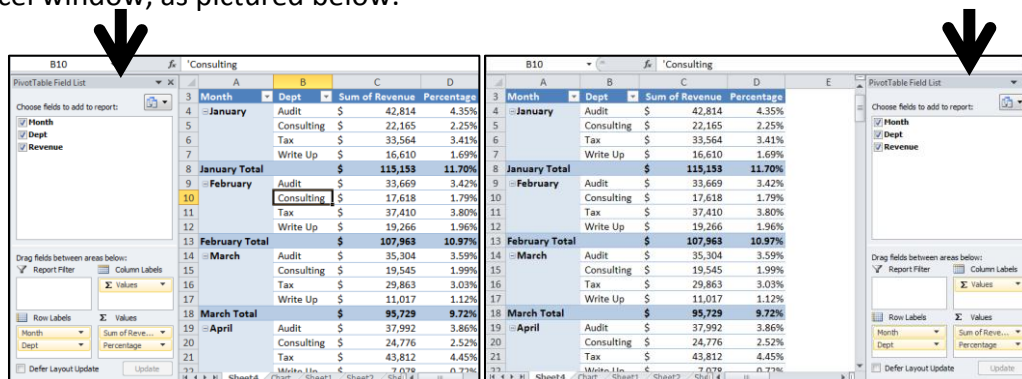 cel window, as pictured below:
B10 fx 'Consulting
PivotTable Field List
Choose fields to add to report:
Month
Dept
Revenue
Drag fields between areas below:
Report Filter Column Labels
Σ Values
Row Labels Σ Values
Month Sum of Reve...
Dept Percentage
Defer Layout Update Update
A B C D
3 Month Dept Sum of Revenue Percentage
4 January Audit $ 42,814 4.35%
5 Consulting $ 22,165 2.25%
6 Tax $ 33,564 3.41%
7 Write Up $ 16,610 1.69%
8 January Total $ 115,153 11.70%
9 February Audit $ 33,669 3.42%
10 Consulting $ 17,618 1.79%
11 Tax $ 37,410 3.80%
12 Write Up $ 19,266 1.96%
13 February Total $ 107,963 10.97%
14 March Audit $ 35,304 3.59%
15 Consulting $ 19,545 1.99%
16 Tax $ 29,863 3.03%
17 Write Up $ 11,017 1.12%
18 March Total $ 95,729 9.72%
19 April Audit $ 37,992 3.86%
20 Consulting $ 24,776 2.52%
21 Tax $ 43,812 4.45%
22 Write Up $ 7,078 0.72%
Sheet4 Chart Sheet1 Sheet2
B10 fx 'Consulting
A B C D E
3 Month Dept Sum of Revenue Percentage
4 January Audit $ 42,814 4.35%
5 Consulting $ 22,165 2.25%
6 Tax $ 33,564 3.41%
7 Write Up $ 16,610 1.69%
8 January Total $ 115,153 11.70%
9 February Audit $ 33,669 3.42%
10 Consulting $ 17,618 1.79%
11 Tax $ 37,410 3.80%
12 Write Up $ 19,266 1.96%
13 February Total $ 107,963 10.97%
14 March Audit $ 35,304 3.59%
15 Consulting $ 19,545 1.99%
16 Tax $ 29,863 3.03%
17 Write Up $ 11,017 1.12%
18 March Total $ 95,729 9.72%
19 April Audit $ 37,992 3.86%
20 Consulting $ 24,776 2.52%
21 Tax $ 43,812 4.45%
22 Write Up $ 7,078 0.72%
Sheet4 Chart Sheet1 Sheet2
PivotTable Field List
Choose fields to add to report:
Month
Dept
Revenue
Drag fields between areas below:
Report Filter Column Labels
Σ Values
Row Labels Σ Values
Month Sum of Reve...
Dept Percentage
Defer Layout Update Update